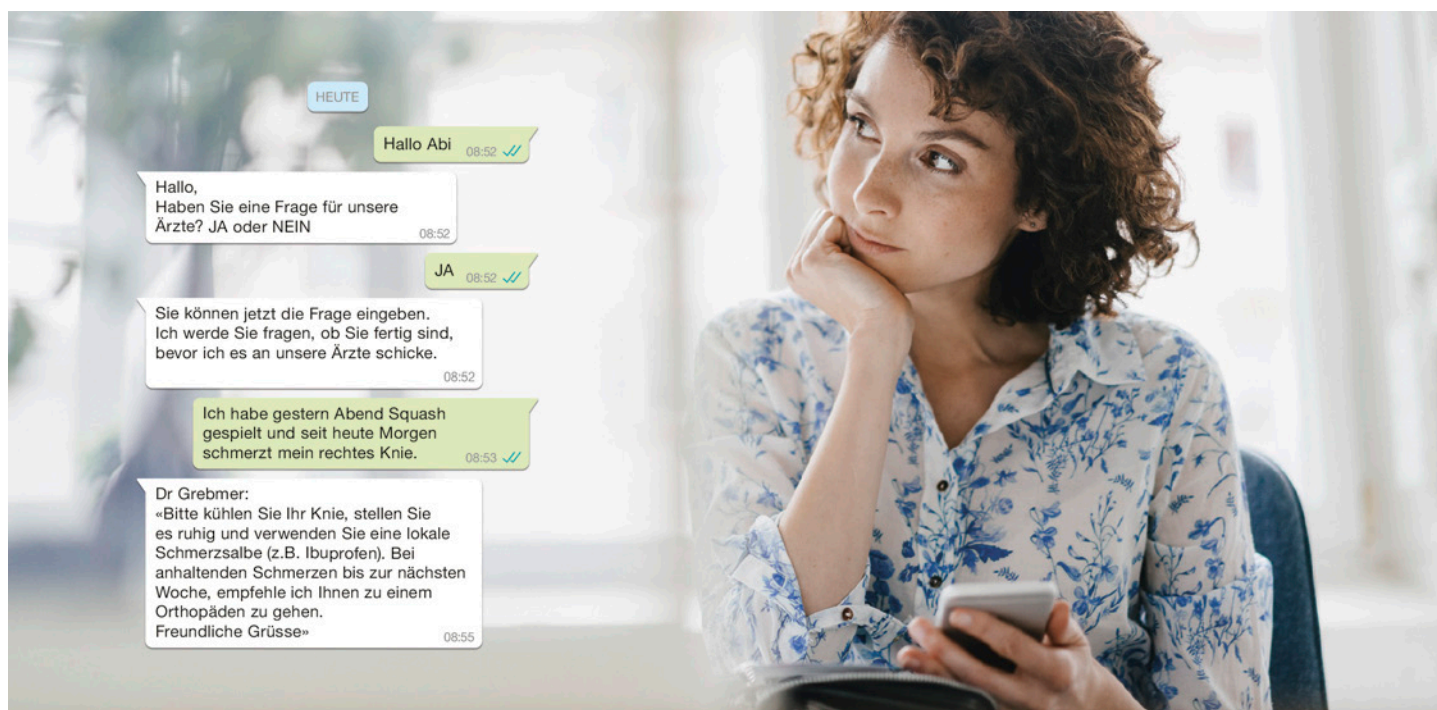 HEUTE
Hallo Abi 08:52
Hallo,
Haben Sie eine Frage für unsere
Ärzte? JA oder NEIN
08:52
JA 08:52
Sie können jetzt die Frage eingeben.
Ich werde Sie fragen, ob Sie fertig sind,
bevor ich es an unsere Ärzte schicke.
08:52
Ich habe gestern Abend Squash
gespielt und seit heute Morgen
schmerzt mein rechtes Knie.
08:53
Dr Grebmer:
«Bitte kühlen Sie Ihr Knie, stellen Sie
es ruhig und verwenden Sie eine lokale
Schmerzsalbe (z.B. Ibuprofen). Bei
anhaltenden Schmerzen bis zur nächsten
Woche, empfehle ich Ihnen zu einem
Orthopäden zu gehen.
Freundliche Grüsse»
08:55